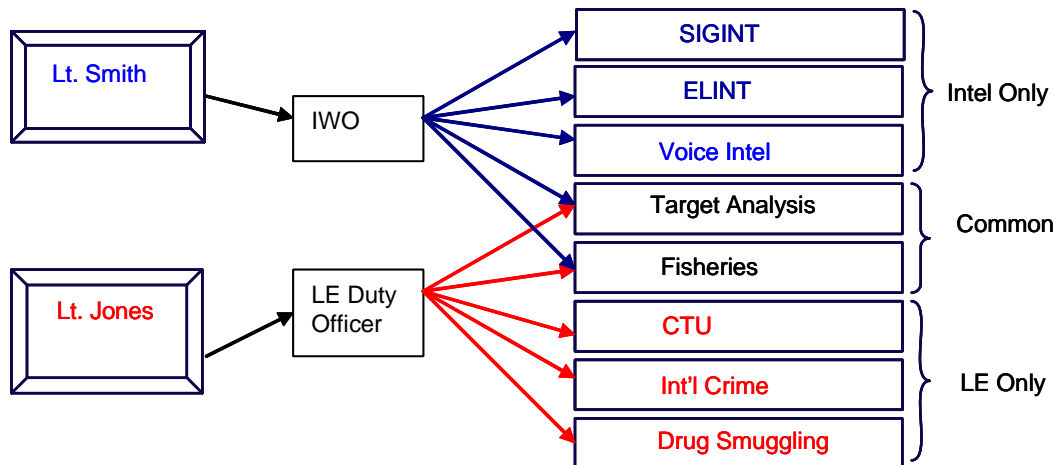 Lt. Smith
IWO
SIGINT
ELINT
Voice Intel
Intel Only
Target Analysis
Fisheries
Common
Lt. Jones
LE Duty
Officer
CTU
Int'l Crime
Drug Smuggling
LE Only